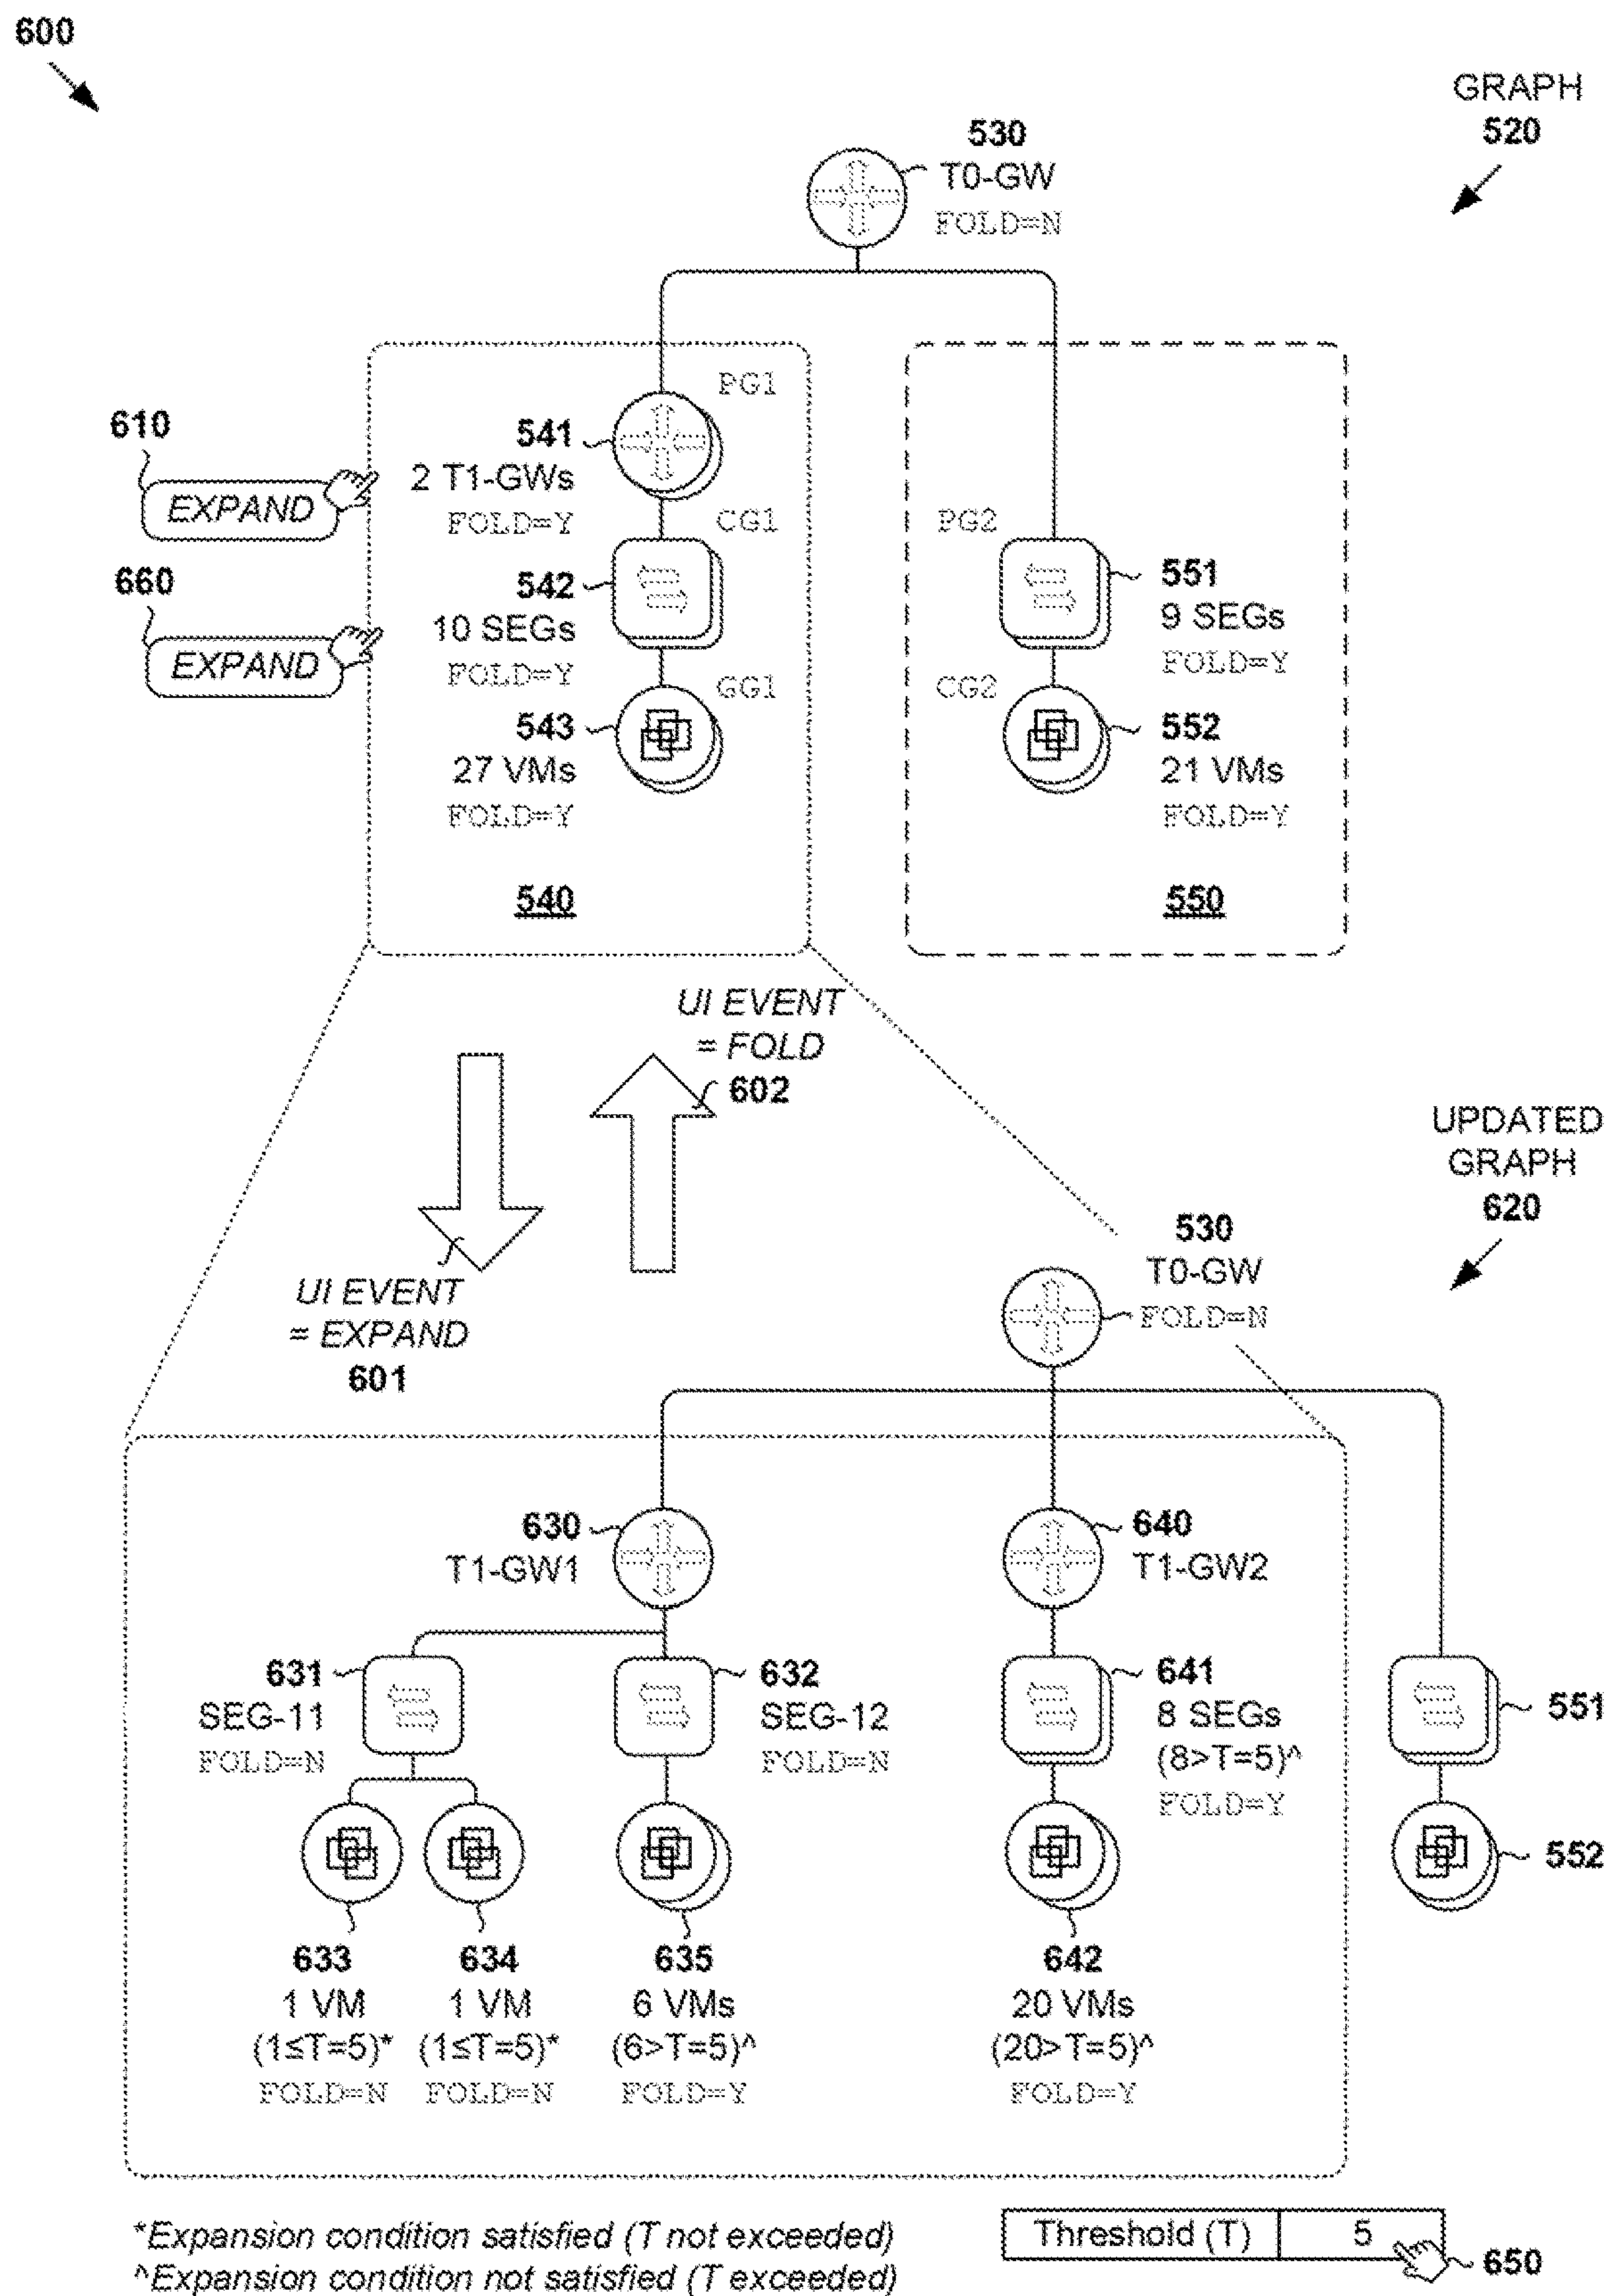 600
GRAPH
520
530
T0-GW
FOLD=N
PG1
610
541
EXPAND
2 T1-GWs
FOLD=Y
CG1
PG2
660
542
551
10 SEGs
9 SEGs
EXPAND
FOLD=Y
FOLD=Y
GG1
CG2
543
552
27 VMs
21 VMs
FOLD=Y
FOLD=Y
540
550
UI EVENT
= FOLD
602
UPDATED
GRAPH
620
530
T0-GW
FOLD=N
UI EVENT
= EXPAND
601
630
T1-GW1
640
T1-GW2
631
SEG-11
FOLD=N
632
SEG-12
FOLD=N
641
8 SEGs
(8>T=5)^
FOLD=Y
551
552
633
1 VM
(1≤T=5)*
FOLD=N
634
1 VM
(1≤T=5)*
FOLD=N
635
6 VMs
(6>T=5)^
FOLD=Y
642
20 VMs
(20>T=5)^
FOLD=Y
*Expansion condition satisfied (T not exceeded)
^Expansion condition not satisfied (T exceeded)
Threshold (T) 5
650